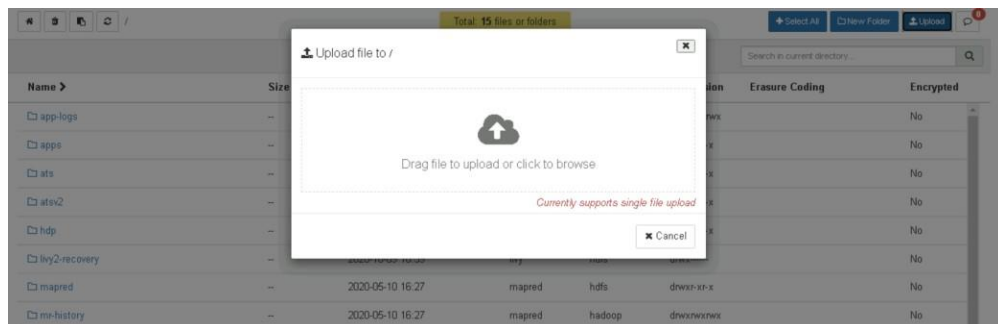 /
Total: 15 files or folders
Select All
New Folder
Upload
0
Upload file to /
Search in current directory...
Name Size Erasure Coding Encrypted
app-logs -- No
apps -- No
Drag file to upload or click to browse
ats -- No
atsv2 -- Currently supports single file upload No
hdp -- No
Cancel
livy2-recovery -- No
mapred -- 2020-05-10 16:27 mapred hdfs drwxr-xr-x No
mr-history -- 2020-05-10 16:27 mapred hadoop drwxrwxrwx No